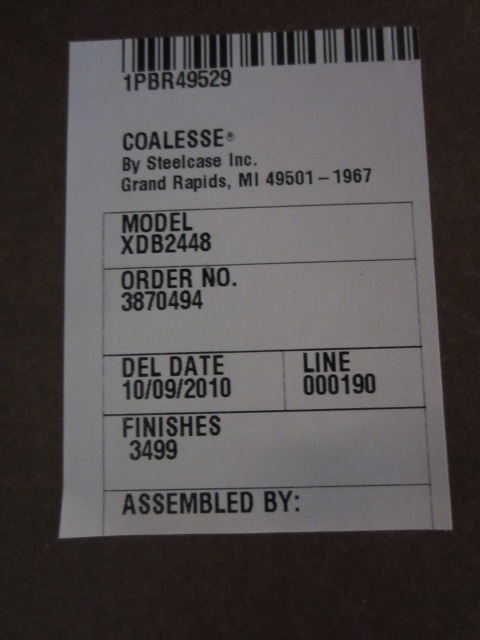 1PBR49529
COALESSE®
By Steelcase Inc.
Grand Rapids, MI 49501-1967
MODEL
XDB2448
ORDER NO.
3870494
DEL DATE
10/09/2010
LINE
000190
FINISHES
3499
ASSEMBLED BY: